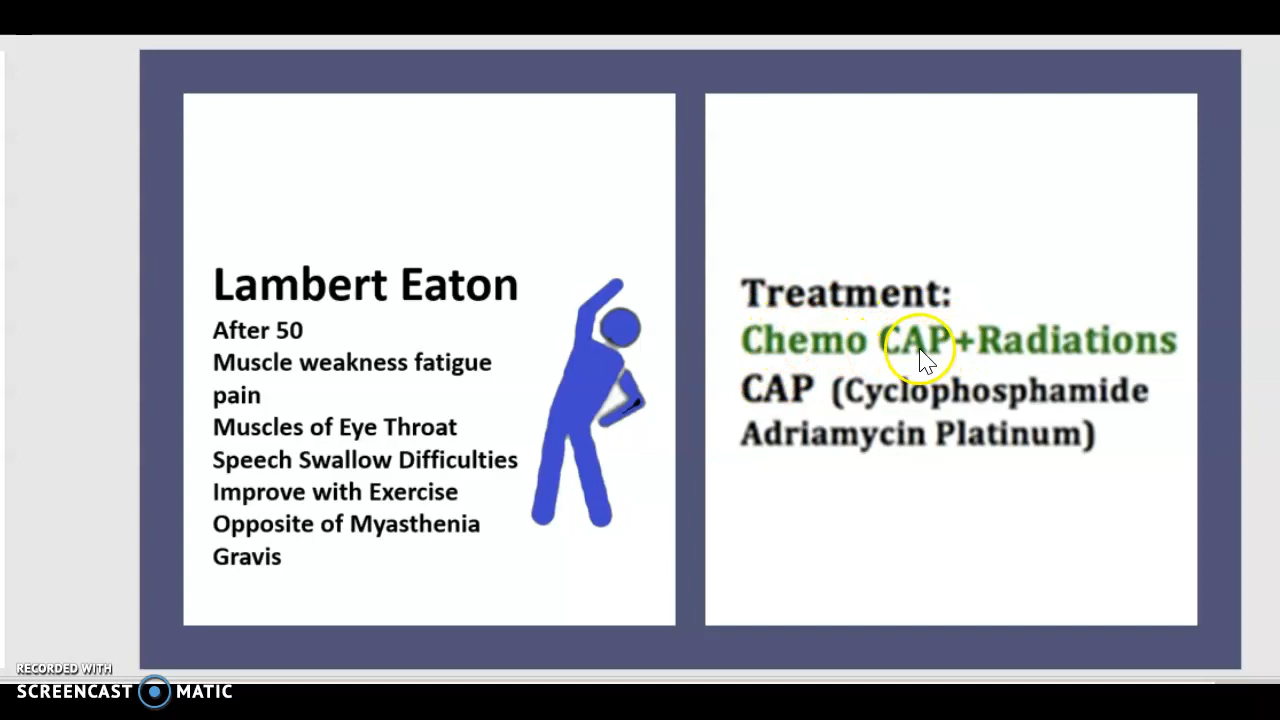 Lambert Eaton
After 50
Muscle weakness fatigue
pain
Muscles of Eye Throat
Speech Swallow Difficulties
Improve with Exercise
Opposite of Myasthenia
Gravis
Treatment:
Chemo CAP+Radiations
CAP (Cyclophosphamide
Adriamycin Platinum)
RECORDED WITH
SCREENCAST MATIC